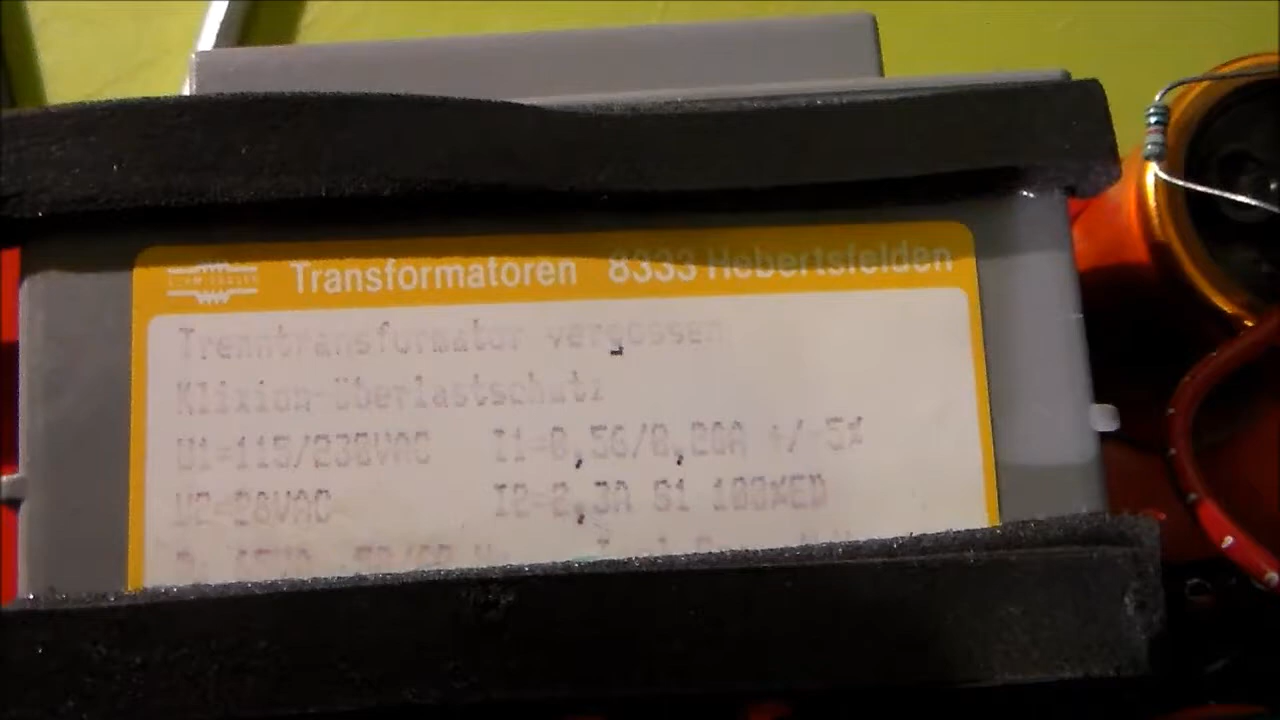 Transformatoren 8333 Hebertsfelden
Trenntransformator vergossen
Klixion-Überlastschutz
U1=115/230VAC I1=0,56/0,28A +/-5%
U2=28VAC I2=2,3A S1 100%ED